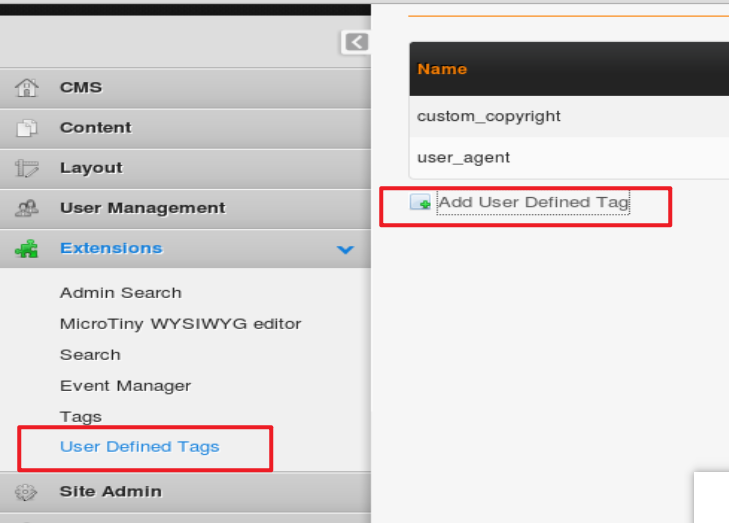 CMS
Content
Layout
User Management
Extensions
Admin Search
MicroTiny WYSIWYG editor
Search
Event Manager
Tags
User Defined Tags
Site Admin
Name
custom_copyright
user_agent
Add User Defined Tag